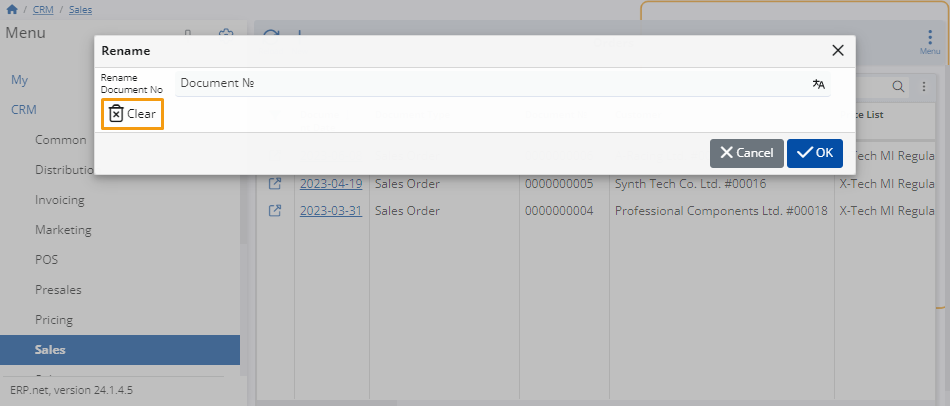 / CRM / Sales
Menu
Menu
Rename
Rename
Document No
Document №
Clear
Cancel
OK
My
CRM
Common
Distributio
Invoicing
Marketing
POS
Presales
Pricing
Sales
ERP.net, version 24.1.4.5
ce List
-Tech MI Regula
2023-04-19 Sales Order 0000000005 Synth Tech Co. Ltd. #00016 X-Tech MI Regula
2023-03-31 Sales Order 0000000004 Professional Components Ltd. #00018 X-Tech MI Regula